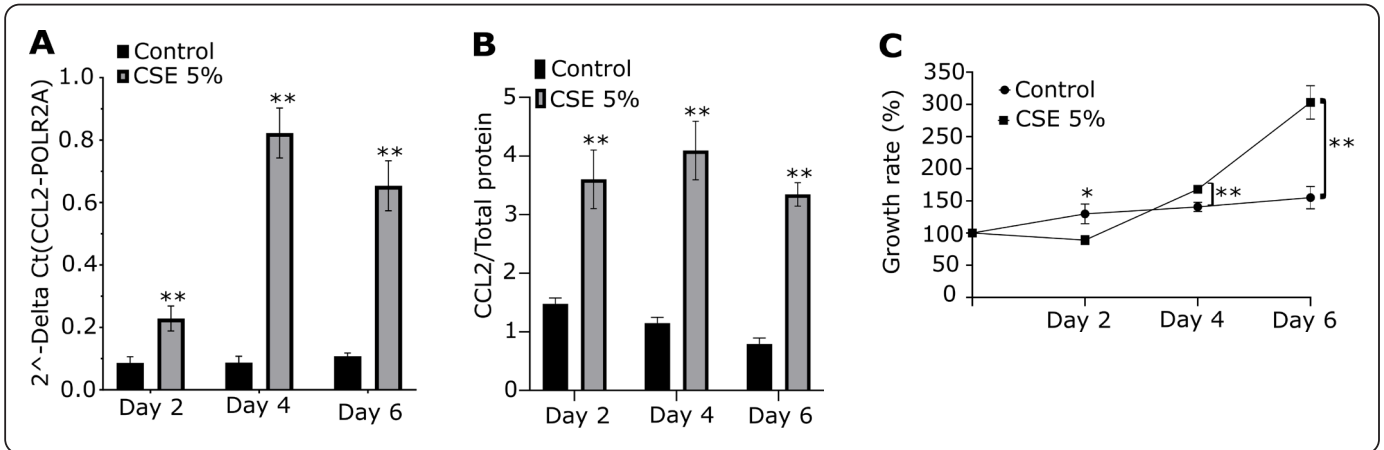 A
Control
CSE 5%
2^-Delta Ct(CCL2-POLR2A)
1.0
0.8
0.6
0.4
0.2
0.0
**
**
**
Day 2
Day 4
Day 6
B
Control
CSE 5%
CCL2/Total protein
5
4
3
2
1
0
**
**
**
Day 2
Day 4
Day 6
C
Control
CSE 5%
Growth rate (%)
350
300
250
200
150
100
50
0
*
**
**
Day 2
Day 4
Day 6